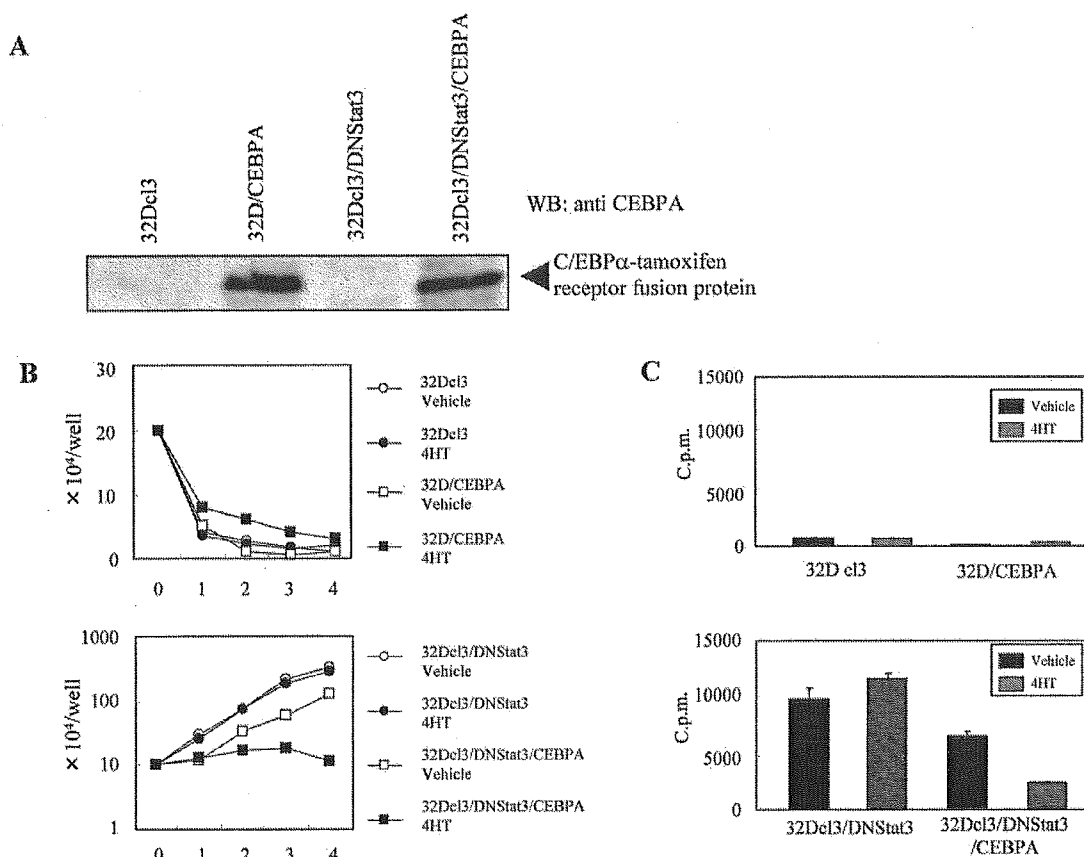 A
32Dcl3
32D/CEBPA
32Dcl3/DNStat3
32Dcl3/DNStat3/CEBPA
WB: anti CEBPA
C/EBPα-tamoxifen
receptor fusion protein
B
30
20
10
0
× 10⁴/well
0 1 2 3 4
32Dcl3
Vehicle
32Dcl3
4HT
32D/CEBPA
Vehicle
32D/CEBPA
4HT
1000
100
10
1
× 10⁴/well
0 1 2 3 4
32Dcl3/DNStat3
Vehicle
32Dcl3/DNStat3
4HT
32Dcl3/DNStat3/CEBPA
Vehicle
32Dcl3/DNStat3/CEBPA
4HT
C
15000
10000
5000
0
C.p.m.
Vehicle
4HT
32D cl3 32D/CEBPA
15000
10000
5000
0
C.p.m.
Vehicle
4HT
32Dcl3/DNStat3 32Dcl3/DNStat3
/CEBPA